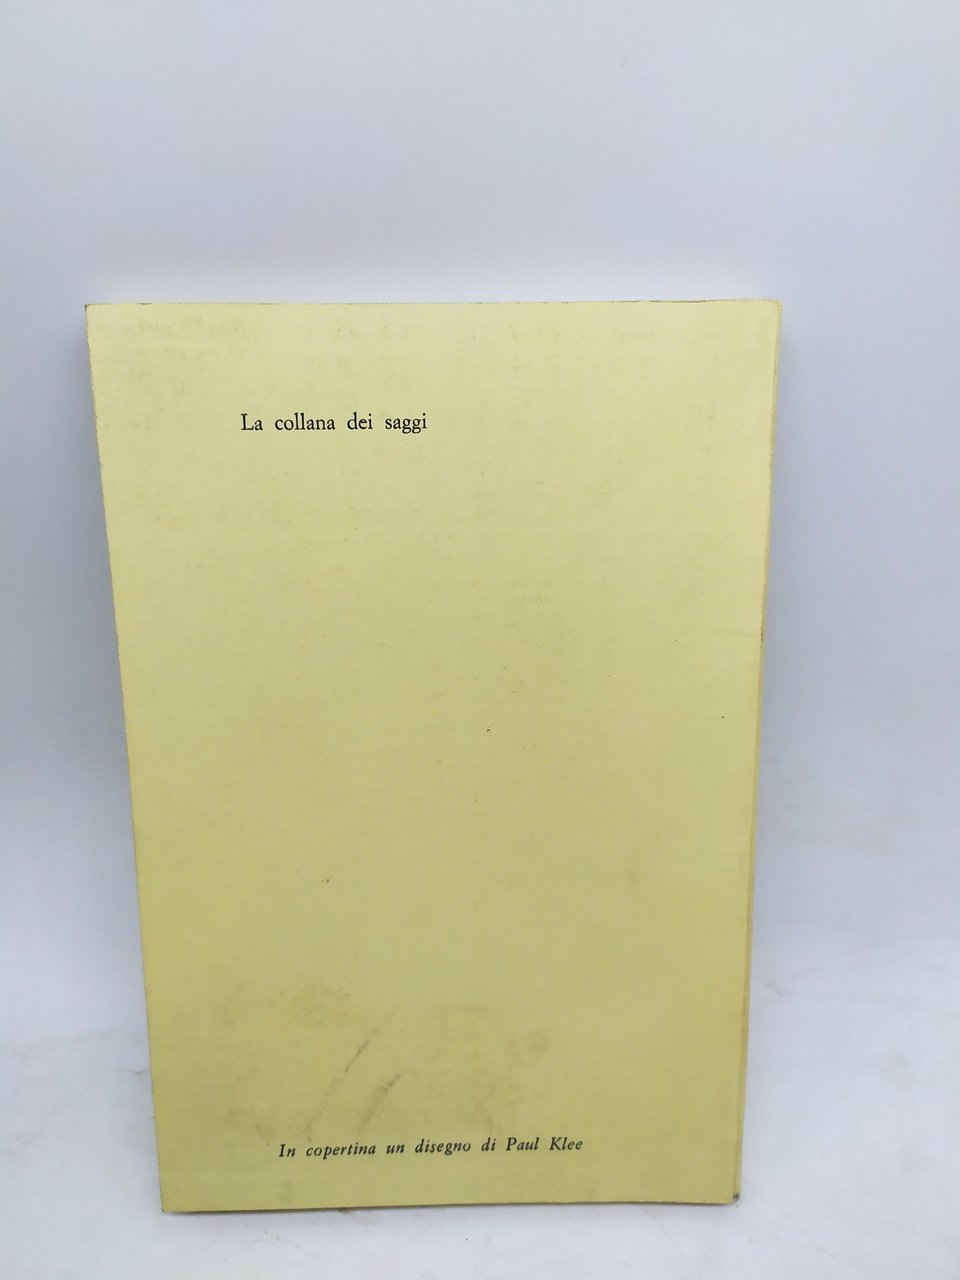 La collana dei saggi
In copertina un disegno di Paul Klee